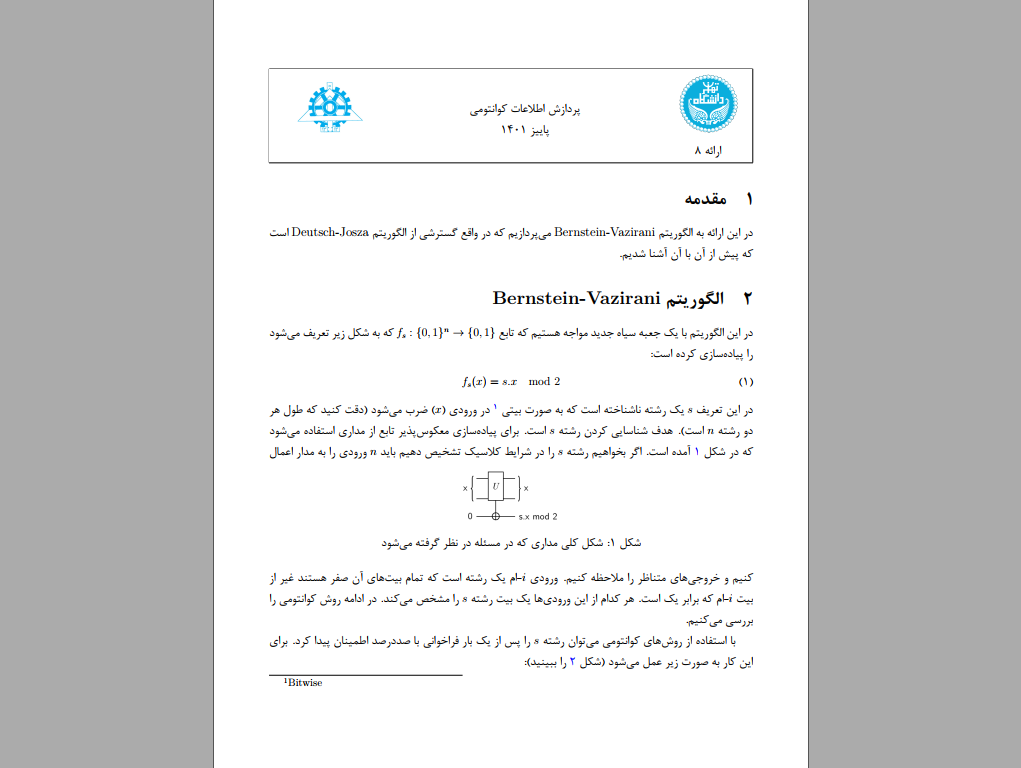 پردازش اطلاعات کوانتومی
پاییز ۱۴۰۱
ارائه ۸
۱ مقدمه
در این ارائه به الگوریتم Bernstein-Vazirani می‌پردازیم که در واقع گسترشی از الگوریتم Deutsch-Josza است
که پیش از آن با آن آشنا شدیم.
۲ الگوریتم Bernstein-Vazirani
در این الگوریتم با یک جعبه سیاه جدید مواجه هستیم که تابع f_s : {0, 1}^n → {0, 1} که به شکل زیر تعریف می‌شود
را پیاده‌سازی کرده است:
f_s(x) = s.x mod 2 (۱)
در این تعریف s یک رشته ناشناخته است که به صورت بیتی ۱ در ورودی (x) ضرب می‌شود (دقت کنید که طول هر
دو رشته n است). هدف شناسایی کردن رشته s است. برای پیاده‌سازی معکوس‌پذیر تابع از مداری استفاده می‌شود
که در شکل ۱ آمده است. اگر بخواهیم رشته s را در شرایط کلاسیک تشخیص دهیم باید n ورودی را به مدار اعمال
x { U } x
0 s.x mod 2
شکل ۱: شکل کلی مداری که در مسئله در نظر گرفته می‌شود
کنیم و خروجی‌های متناظر را ملاحظه کنیم. ورودی i-ام یک رشته است که تمام بیت‌های آن صفر هستند غیر از
بیت i-ام که برابر یک است. هر کدام از این ورودی‌ها یک بیت رشته s را مشخص می‌کند. در ادامه روش کوانتومی را
بررسی می‌کنیم.
با استفاده از روش‌های کوانتومی می‌توان رشته s را پس از یک بار فراخوانی با صددرصد اطمینان پیدا کرد. برای
این کار به صورت زیر عمل می‌شود (شکل ۲ را ببینید):
1Bitwise